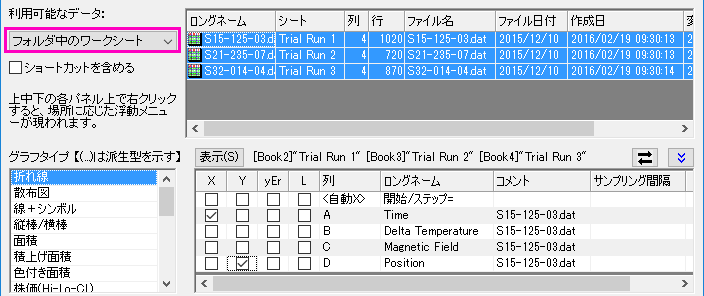 利用可能なデータ:
フォルダ中のワークシート
ショートカットを含める
上中下の各パネル上で右クリック
すると、場所に応じた浮動メニュー
が現われます。
ロングネーム シート 列 行 ファイル名 ファイル日付 作成日
S15-125-03.da Trial Run 1 4 1020 S15-125-03.dat 2015/12/10 2016/02/19 09:30:13 2
S21-235-07.da Trial Run 2 4 720 S21-235-07.dat 2015/12/10 2016/02/19 09:30:13 2
S32-014-04.da Trial Run 3 4 870 S32-014-04.dat 2015/12/10 2016/02/19 09:30:14 2
グラフタイプ【(...)は派生型を示す】
折れ線
散布図
線+シンボル
縦棒/横棒
面積
積上げ面積
色付き面積
株価(Hi-Lo-Cl)
表示(S) [Book2]"Trial Run 1" [Book3]"Trial Run 2" [Book4]"Trial Run 3"
X Y yEr L 列 ロングネーム コメント サンプリング間隔
<自動X> 開始/ステップ=
A Time S15-125-03.dat
B Delta Temperature S15-125-03.dat
C Magnetic Field S15-125-03.dat
D Position S15-125-03.dat